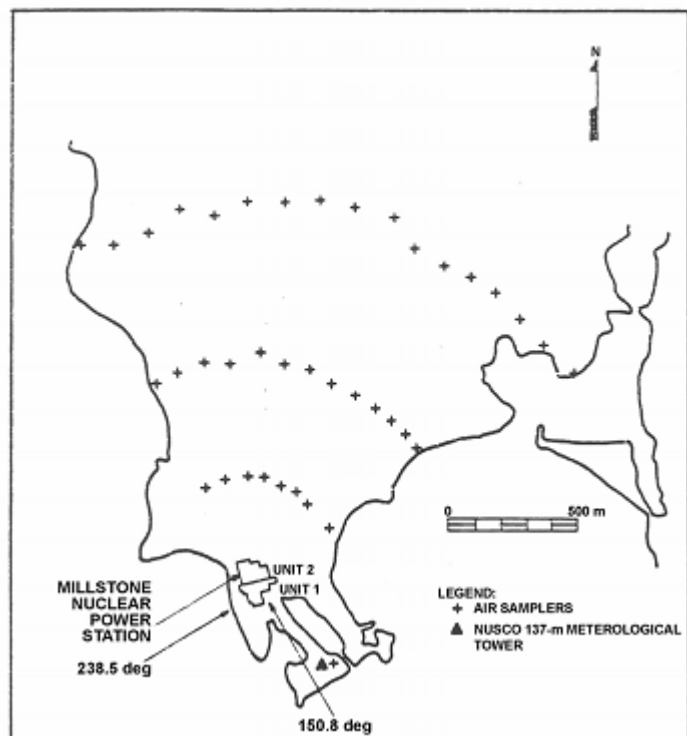 N
0 500 m
UNIT 2
UNIT 1
MILLSTONE
NUCLEAR
POWER
STATION
238.5 deg
150.8 deg
LEGEND:
AIR SAMPLERS
NUSCO 137-m METEROLOGICAL
TOWER